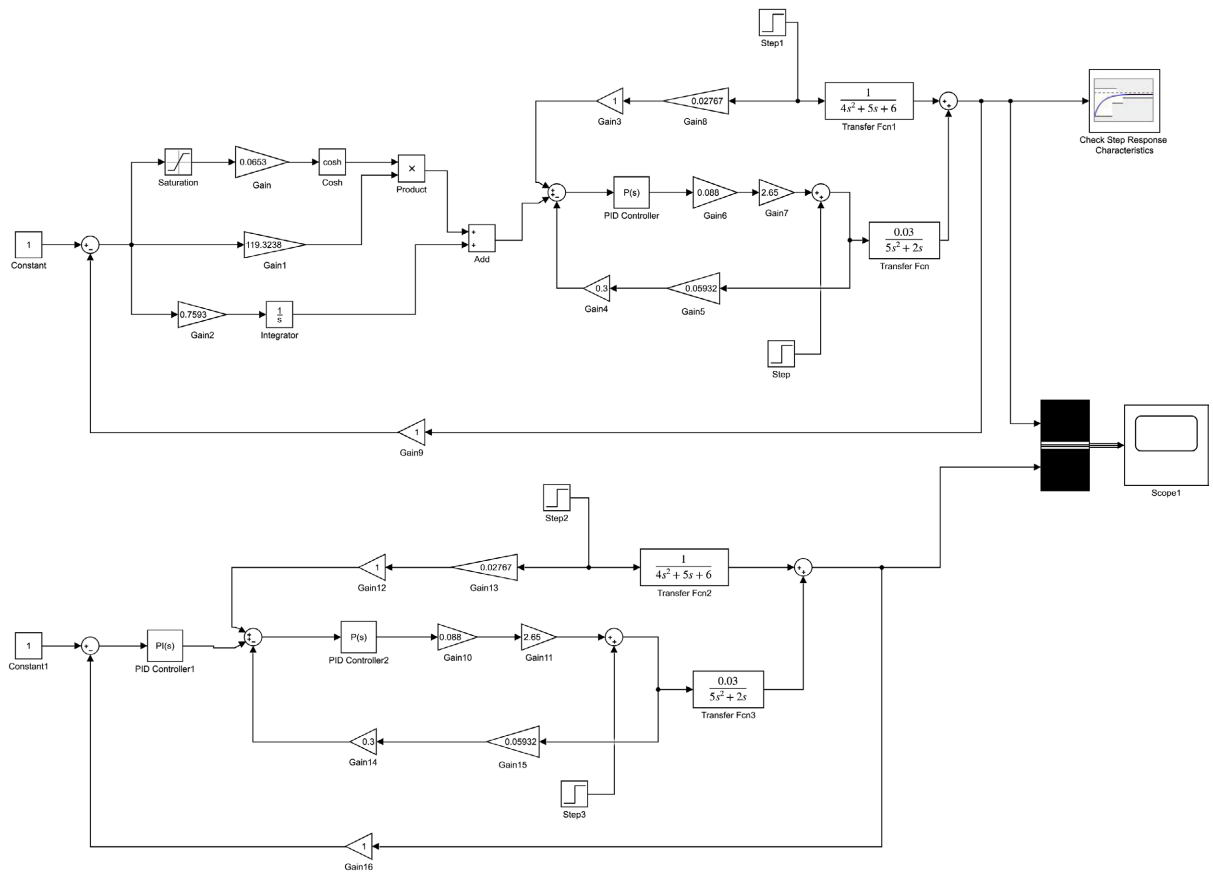 Step1
1
Gain3
0.02767
Gain8
1
4s² + 5s + 6
Transfer Fcn1
+
+
Check Step Response
Characteristics
Saturation
0.0653
Gain
cosh
Cosh
×
Product
+
+
−
P(s)
PID Controller
0.088
Gain6
2.65
Gain7
+
+
1
Constant
+
−
119.3238
Gain1
+
+
Add
0.03
5s² + 2s
Transfer Fcn
0.7593
Gain2
1
s
Integrator
0.3
Gain4
0.05932
Gain5
Step
1
Gain9
Scope1
Step2
1
Gain12
0.02767
Gain13
1
4s² + 5s + 6
Transfer Fcn2
+
+
1
Constant1
+
−
PI(s)
PID Controller1
+
+
−
P(s)
PID Controller2
0.088
Gain10
2.65
Gain11
+
+
0.03
5s² + 2s
Transfer Fcn3
0.3
Gain14
0.05932
Gain15
Step3
1
Gain16